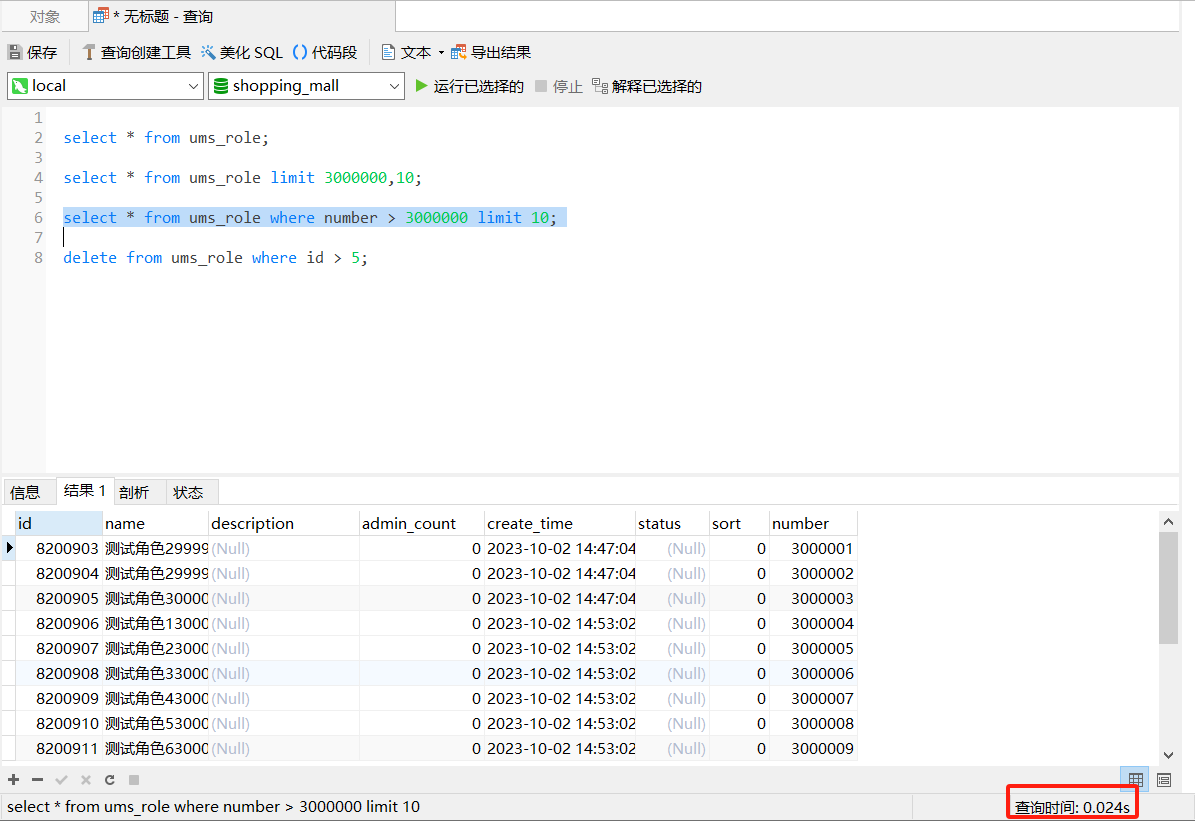 对象 * 无标题 - 查询
保存 查询创建工具 美化 SQL () 代码段 文本 导出结果
local shopping_mall 运行已选择的 停止 解释已选择的
1
2 select * from ums_role;
3
4 select * from ums_role limit 3000000,10;
5
6 select * from ums_role where number > 3000000 limit 10;
7
8 delete from ums_role where id > 5;
信息 结果 1 剖析 状态
id name description admin_count create_time status sort number
8200903 测试角色29999 (Null) 0 2023-10-02 14:47:04 (Null) 0 3000001
8200904 测试角色29999 (Null) 0 2023-10-02 14:47:04 (Null) 0 3000002
8200905 测试角色30000 (Null) 0 2023-10-02 14:47:04 (Null) 0 3000003
8200906 测试角色13000 (Null) 0 2023-10-02 14:53:02 (Null) 0 3000004
8200907 测试角色23000 (Null) 0 2023-10-02 14:53:02 (Null) 0 3000005
8200908 测试角色33000 (Null) 0 2023-10-02 14:53:02 (Null) 0 3000006
8200909 测试角色43000 (Null) 0 2023-10-02 14:53:02 (Null) 0 3000007
8200910 测试角色53000 (Null) 0 2023-10-02 14:53:02 (Null) 0 3000008
8200911 测试角色63000 (Null) 0 2023-10-02 14:53:02 (Null) 0 3000009
select * from ums_role where number > 3000000 limit 10 查询时间: 0.024s